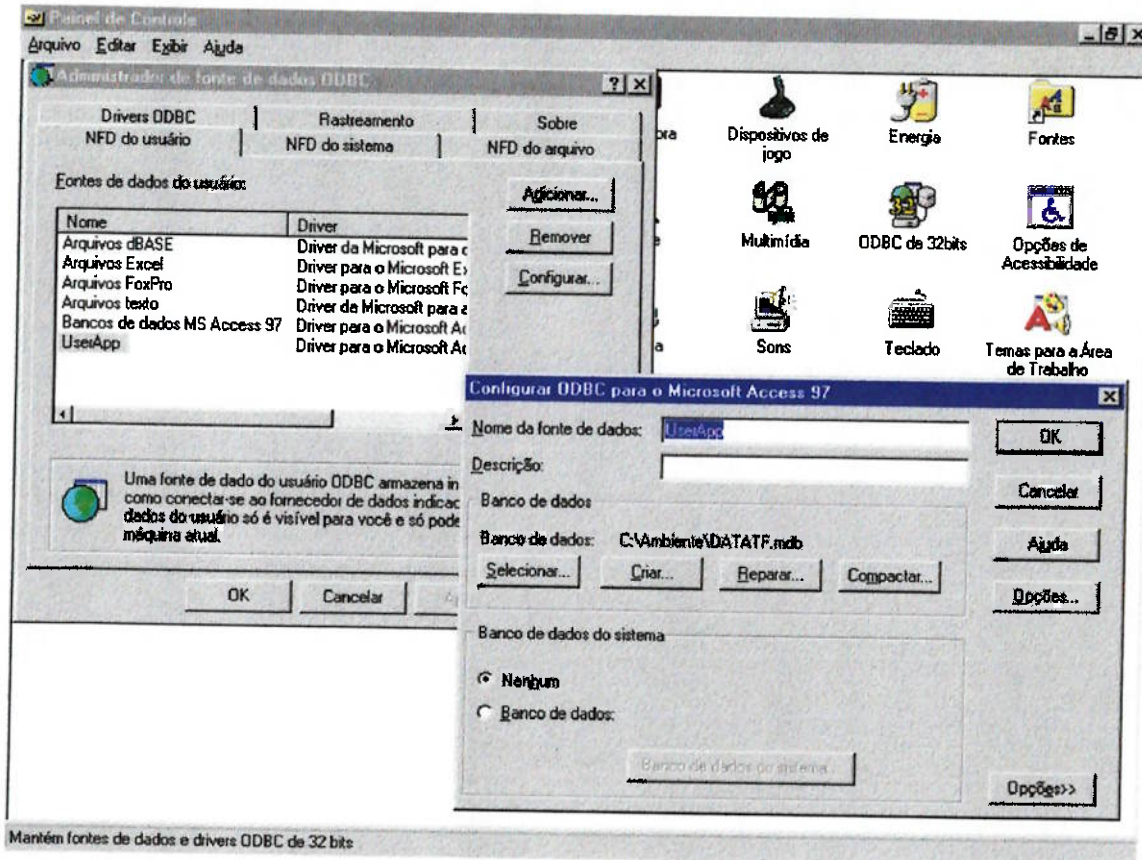 Painel de Controle
Arquivo Editar Exibir Ajuda
Administrador de fonte de dados ODBC
Drivers ODBC Rastreamento Sobre
NFD do usuário NFD do sistema NFD do arquivo
Fontes de dados do usuário:
Nome Driver
Arquivos dBASE Driver da Microsoft para d
Arquivos Excel Driver para o Microsoft Ex
Arquivos FoxPro Driver para o Microsoft Fo
Arquivos texto Driver da Microsoft para a
Bancos de dados MS Access 97 Driver para o Microsoft Ac
UserApp Driver para o Microsoft Ac
Adicionar...
Remover
Configurar...
Uma fonte de dado do usuário ODBC armazena in
como conectar-se ao fornecedor de dados indicac
dados do usuário só é visível para você e só pode
máquina atual.
OK Cancelar
Dispositivos de
jogo
Energia
Fontes
Multimídia
ODBC de 32bits
Opções de
Acessibilidade
Sons
Teclado
Temas para a Área
de Trabalho
Configurar ODBC para o Microsoft Access 97
Nome da fonte de dados: UserApp
Descrição:
OK
Cancelar
Ajuda
Opções...
Banco de dados
Banco de dados: C:\Ambiente\DATATF.mdb
Selecionar... Criar... Reparar... Compactar...
Banco de dados do sistema
Nenhum
Banco de dados:
Banco de dados do sistema...
Opções>>
Mantém fontes de dados e drivers ODBC de 32 bits